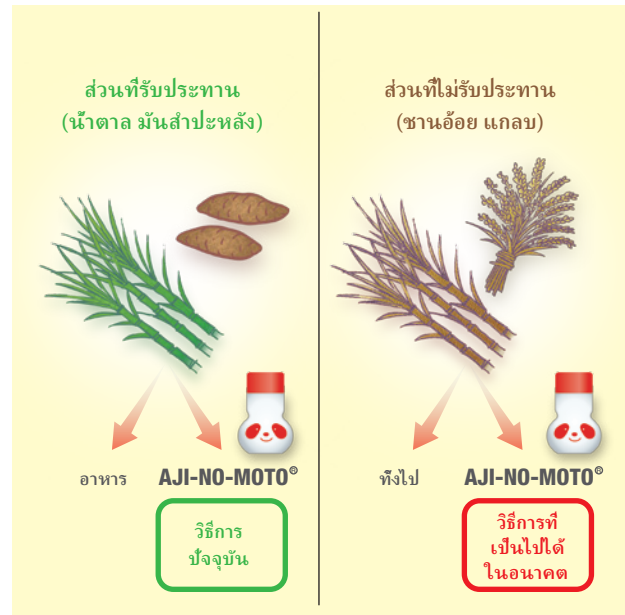 ส่วนที่รับประทาน
(น้ำตาล มันสำปะหลัง)
อาหาร
AJI-NO-MOTO®
วิธีการ
ปัจจุบัน
ส่วนที่ไม่รับประทาน
(ชานอ้อย แกลบ)
ทิ้งไป
AJI-NO-MOTO®
วิธีการที่
เป็นไปได้
ในอนาคต